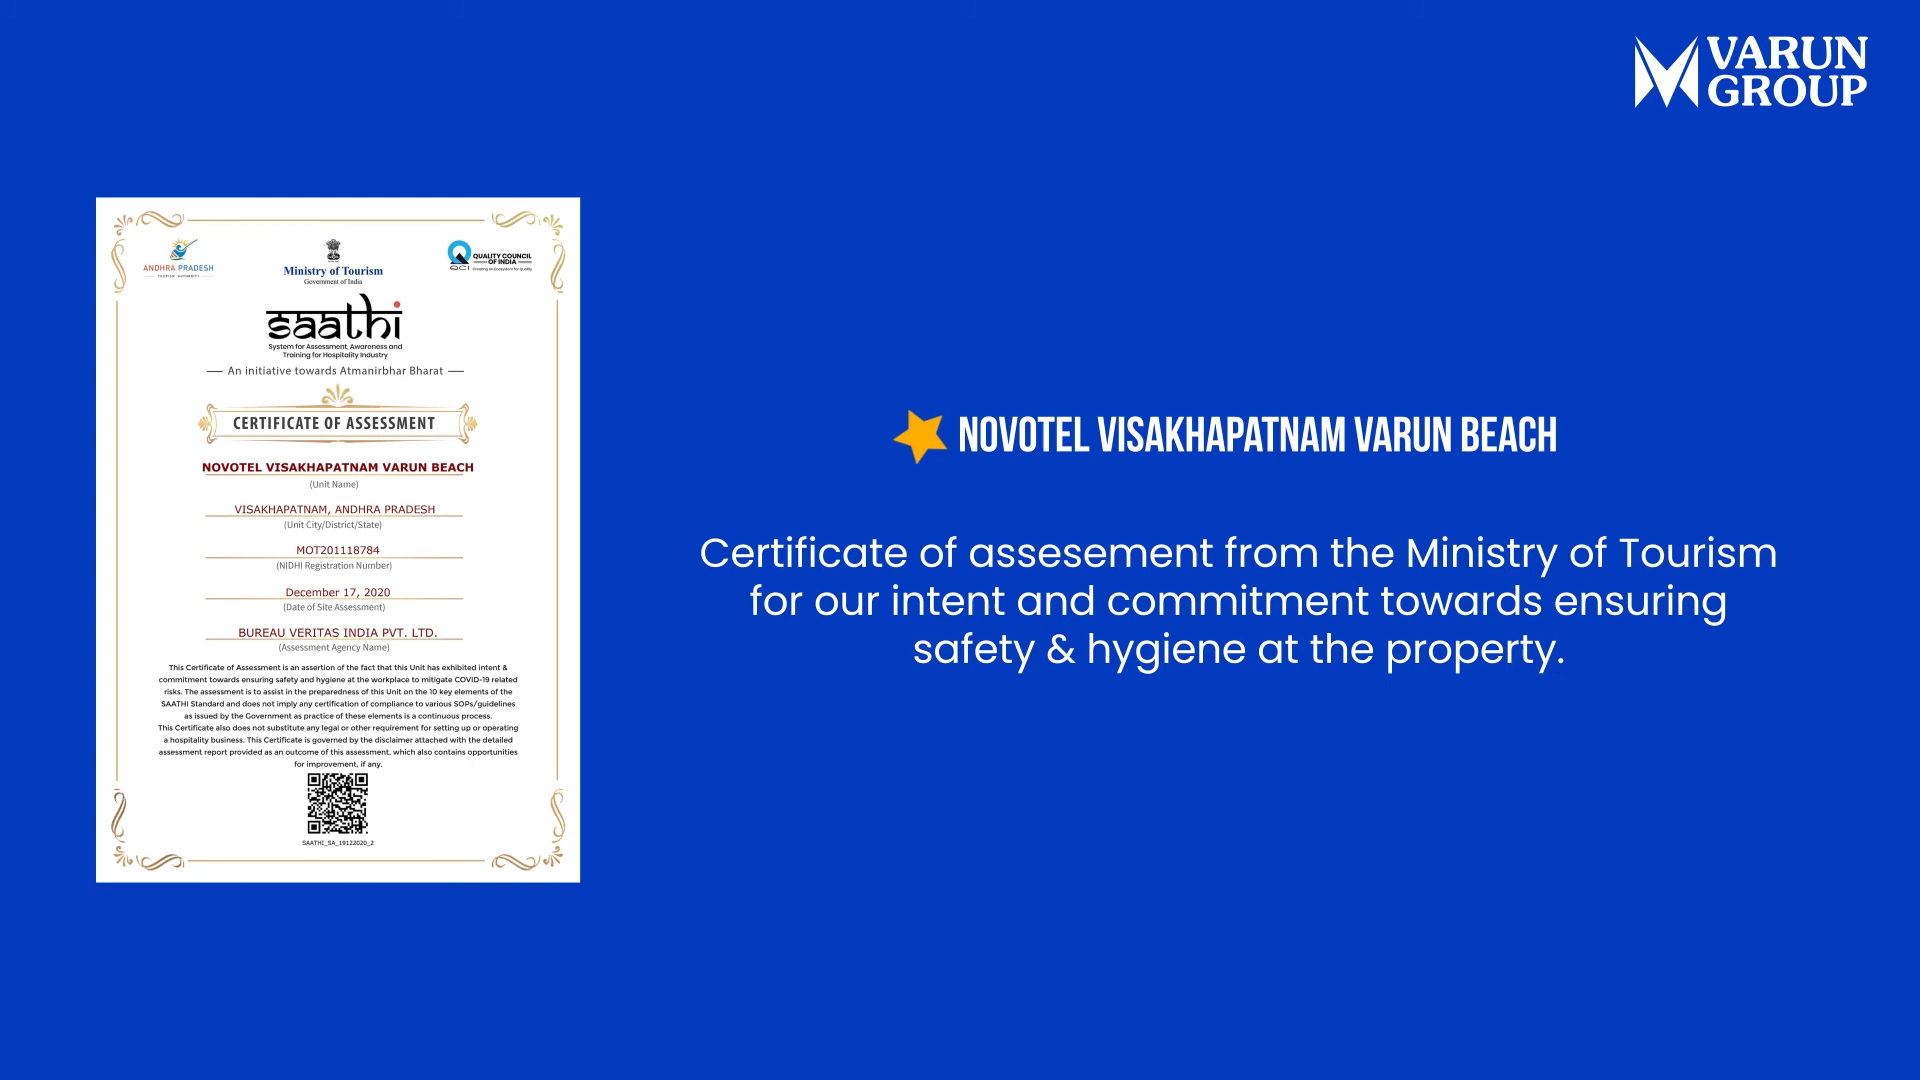 VARUN
GROUP
ANDHRA PRADESH
TOURISM AUTHORITY
Ministry of Tourism
Government of India
QUALITY COUNCIL
OF INDIA
QCI
Creating an Ecosystem for Quality
saathi
System for Assessment, Awareness and
Training for Hospitality Industry
An initiative towards Atmanirbhar Bharat
CERTIFICATE OF ASSESSMENT
NOVOTEL VISAKHAPATNAM VARUN BEACH
(Unit Name)
VISAKHAPATNAM, ANDHRA PRADESH
(Unit City/District/State)
MOT201118784
(NIDHI Registration Number)
December 17, 2020
(Date of Site Assessment)
BUREAU VERITAS INDIA PVT. LTD.
(Assessment Agency Name)
This Certificate of Assessment is an assertion of the fact that this Unit has exhibited intent &
commitment towards ensuring safety and hygiene at the workplace to mitigate COVID-19 related
risks. The assessment is to assist in the preparedness of this Unit on the 10 key elements of the
SAATHI Standard and does not imply any certification of compliance to various SOPs/guidelines
as issued by the Government as practice of these elements is a continuous process.
This Certificate also does not substitute any legal or other requirement for setting up or operating
a hospitality business. This Certificate is governed by the disclaimer attached with the detailed
assessment report provided as an outcome of this assessment, which also contains opportunities
for improvement, if any.
SAATHI_SA_19122020_2
NOVOTEL VISAKHAPATNAM VARUN BEACH
Certificate of assesement from the Ministry of Tourism
for our intent and commitment towards ensuring
safety & hygiene at the property.